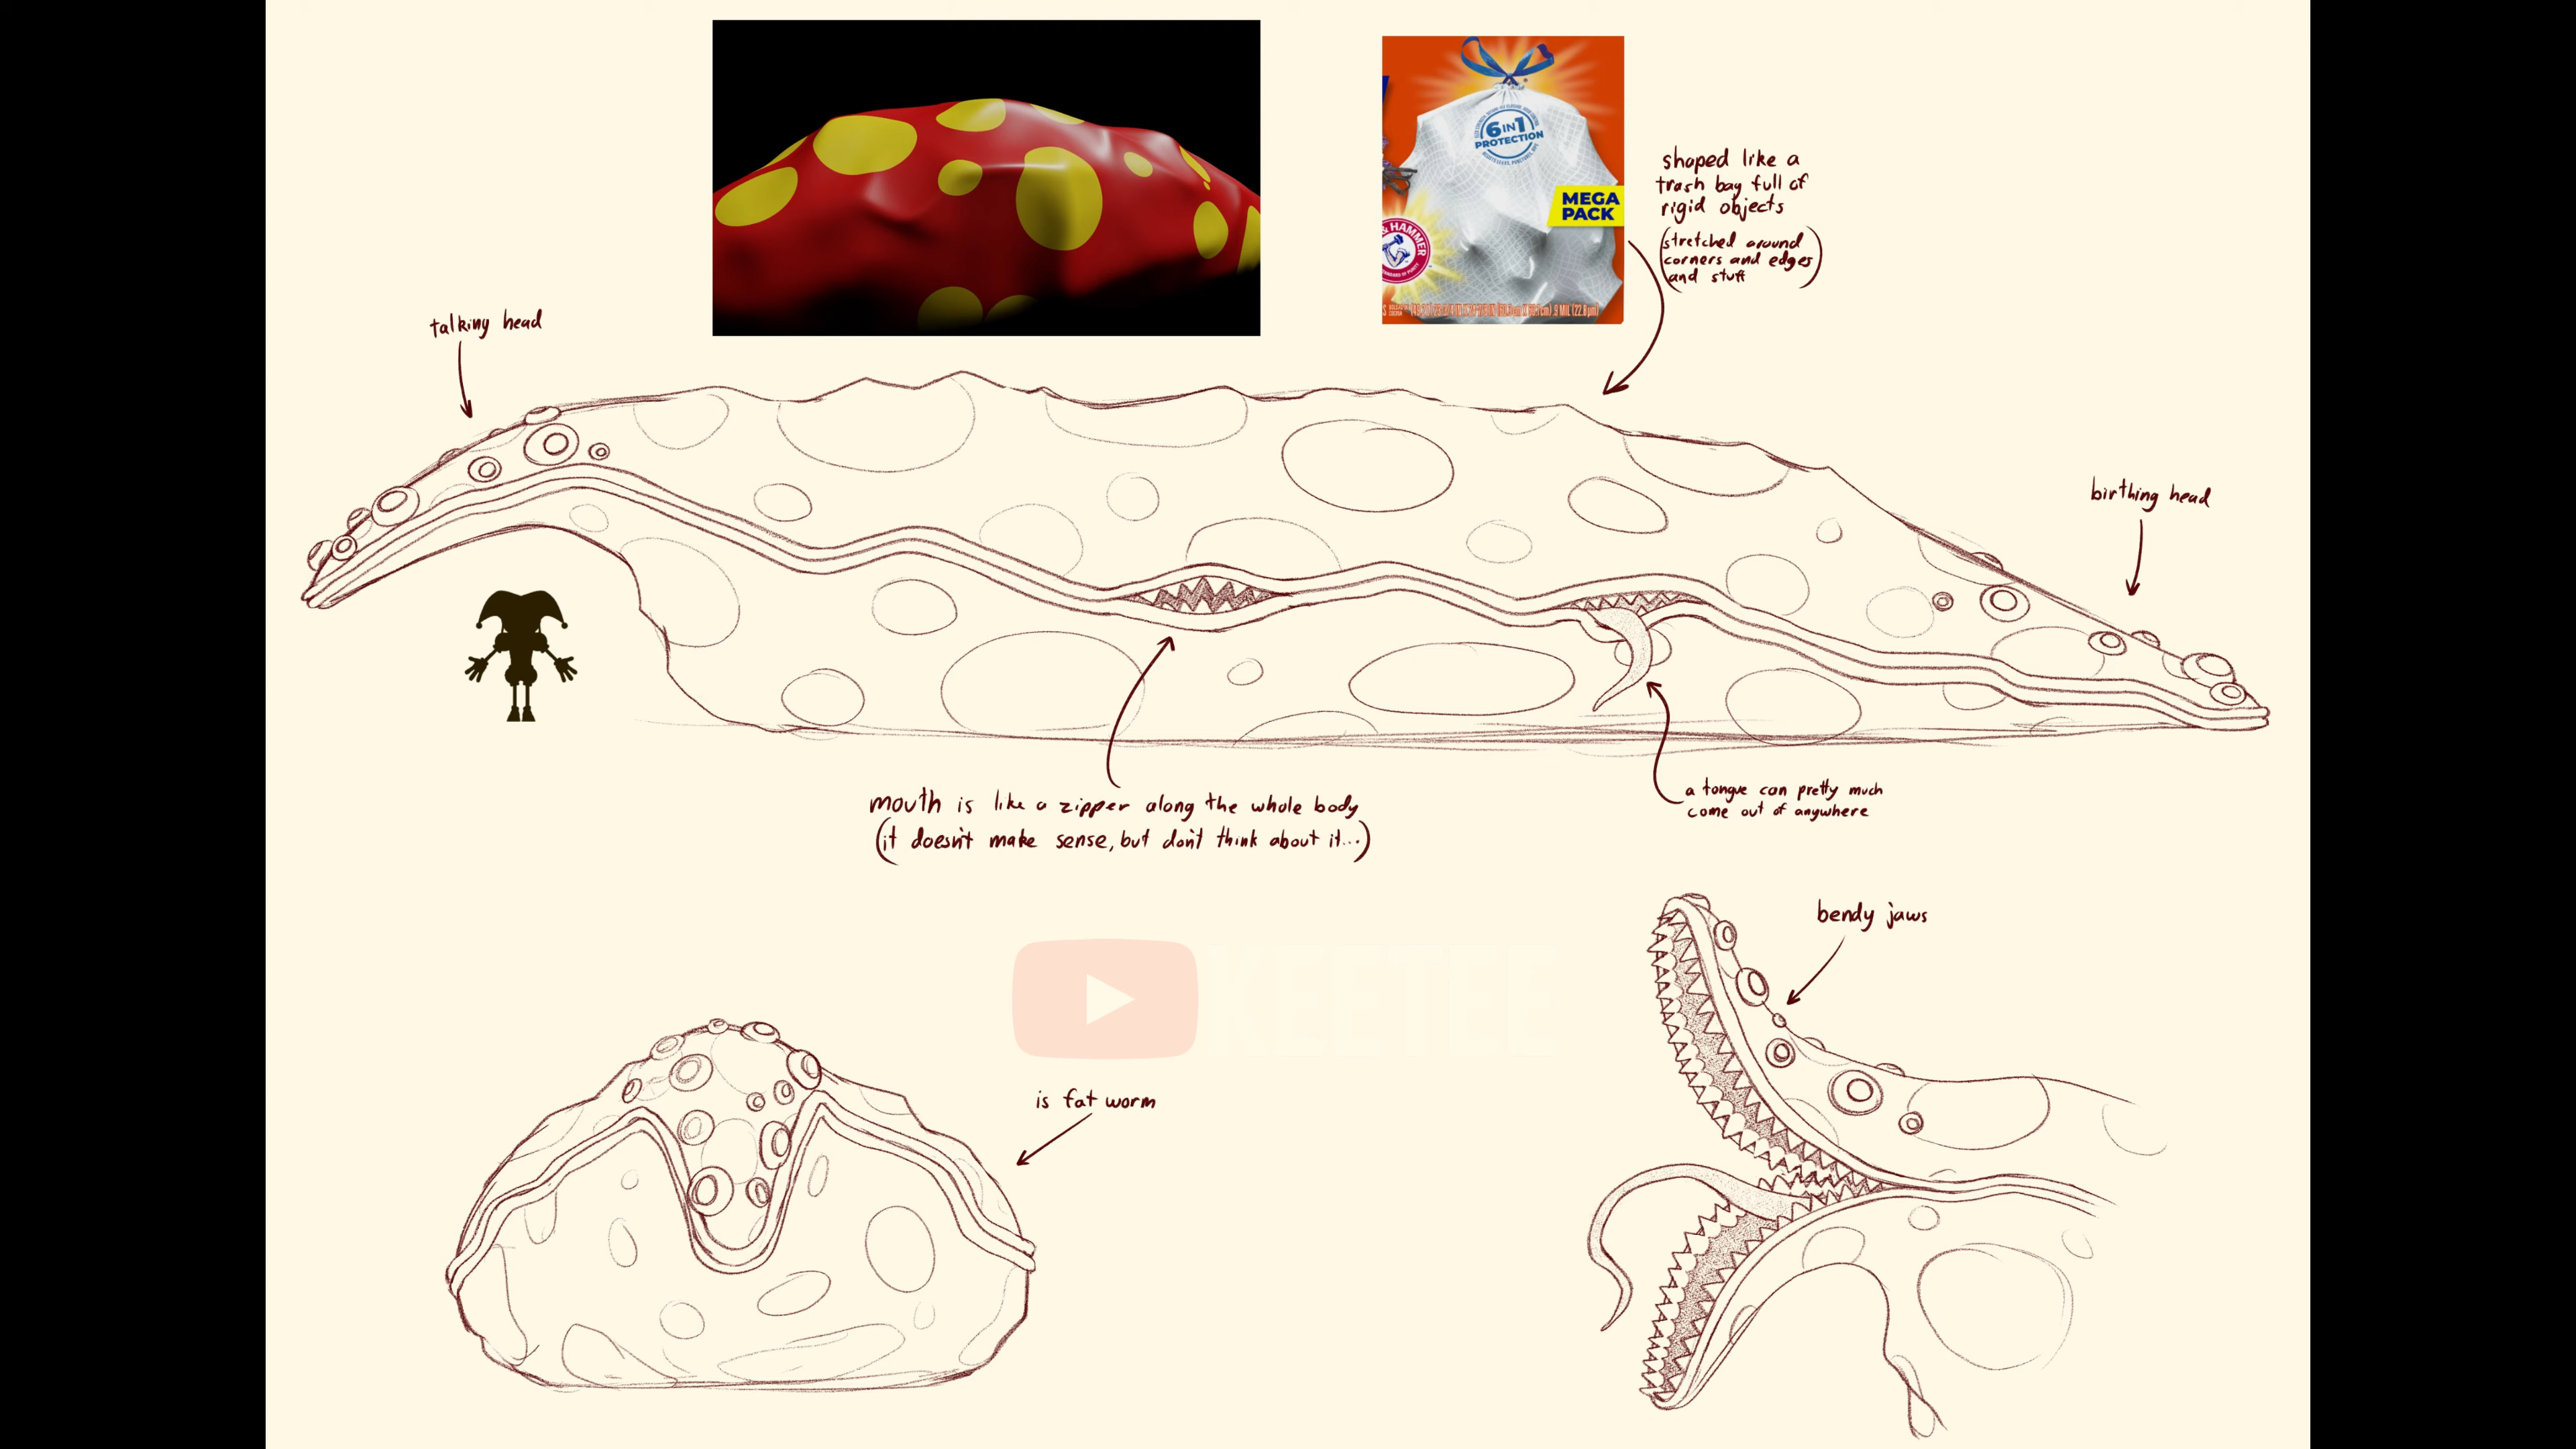 6 IN 1
PROTECTION
MEGA
PACK
& HAMMER
shaped like a
trash bag full of
rigid objects
(stretched around
corners and edges
and stuff)
talking head
birthing head
mouth is like a zipper along the whole body
(it doesn't make sense, but don't think about it...)
a tongue can pretty much
come out of anywhere
bendy jaws
is fat worm